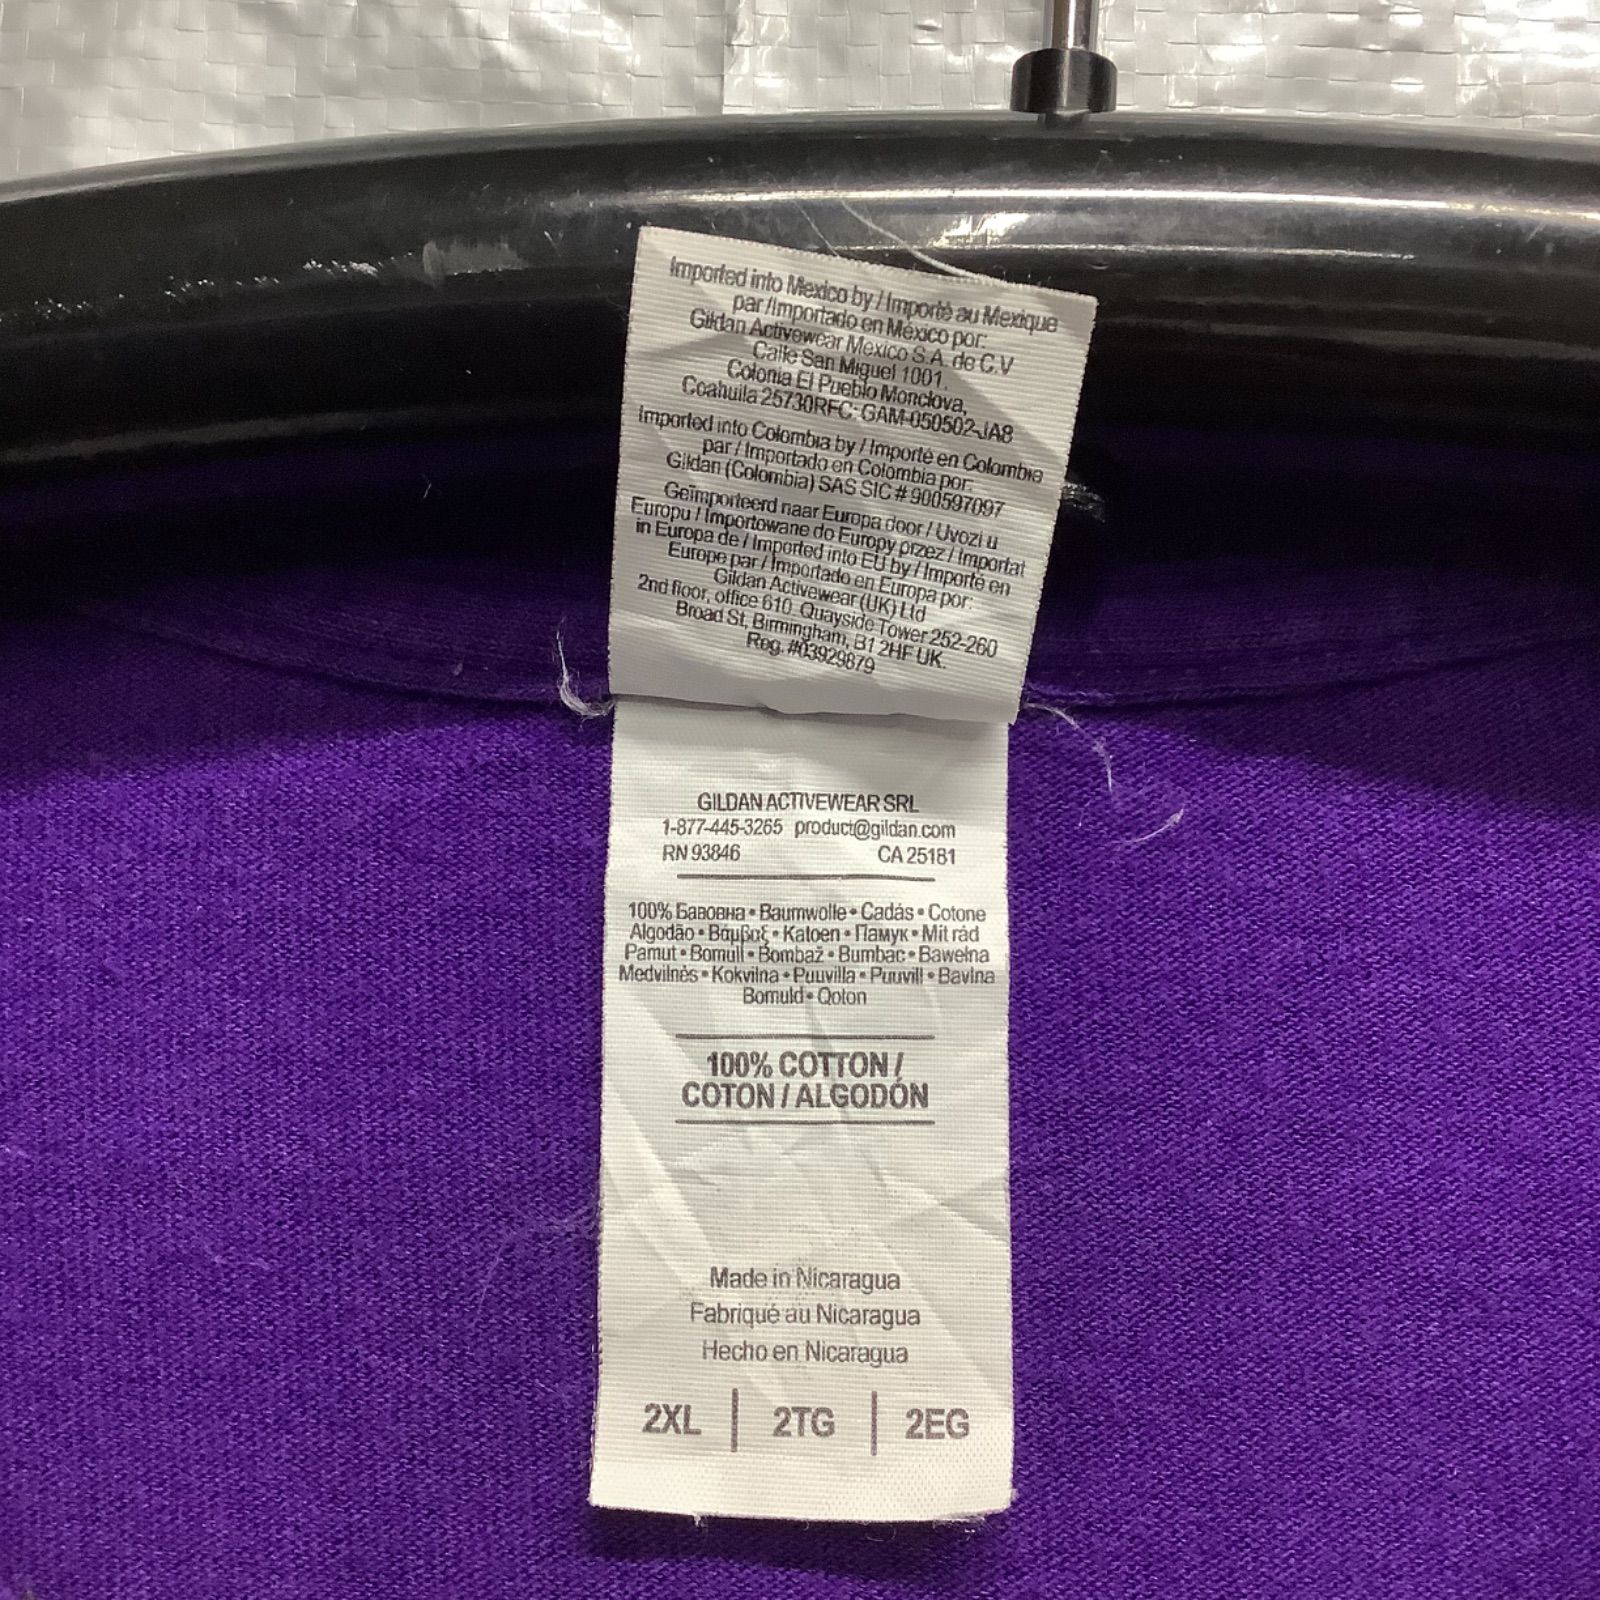 Imported into Mexico by / Importé au Mexique
par /Importado en México por:
Gildan Activewear Mexico S.A. de C.V
Calle San Miguel 1001.
Colonia El Pueblo Monclova,
Coahuila 25730RFC: GAM-050502-JA8
Imported into Colombia by / Importé en Colombie
par / Importado en Colombia por:
Gildan (Colombia) SAS SIC # 900597097
Geïmporteerd naar Europa door / Uvozi u
Europu / Importowane do Europy przez / Importat
in Europa de / Imported into EU by / Importé en
Europe par / Importado en Europa por:
Gildan Activewear (UK) Ltd
2nd floor, office 610. Quayside Tower 252-260
Broad St, Birmingham, B1 2HF UK.
Reg. #03929879
GILDAN ACTIVEWEAR SRL
1-877-445-3265 product@gildan.com
RN 93846 CA 25181
100% Бавовна • Baumwolle • Cadás • Cotone
Algodão • Βαμβαξ • Katoen • Памук • Mit rád
Pamut • Bomull • Bombaž • Bumbac • Bawełna
Medvilnės • Kokvilna • Puuvilla • Puuvill • Bavlna
Bomuld • Qoton
100% COTTON /
COTON / ALGODÓN
Made in Nicaragua
Fabriqué au Nicaragua
Hecho en Nicaragua
2XL | 2TG | 2EG